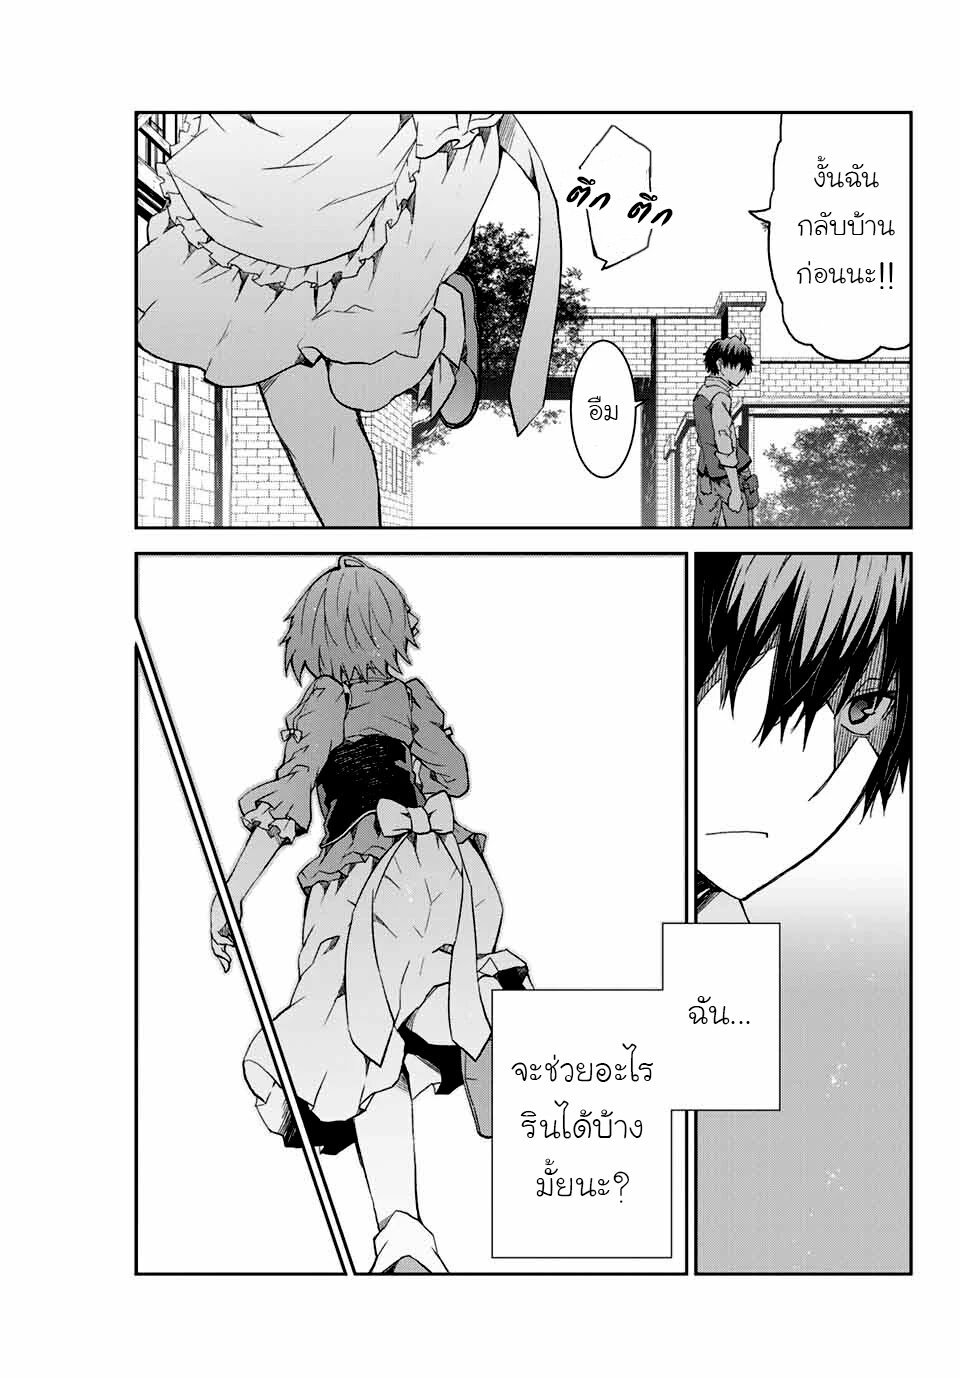 งั้นฉัน
กลับบ้าน
ก่อนนะ!!
ตึก ตึก
อืม
ฉัน...
จะช่วยอะไร
รินได้บ้าง
มั้ยนะ?